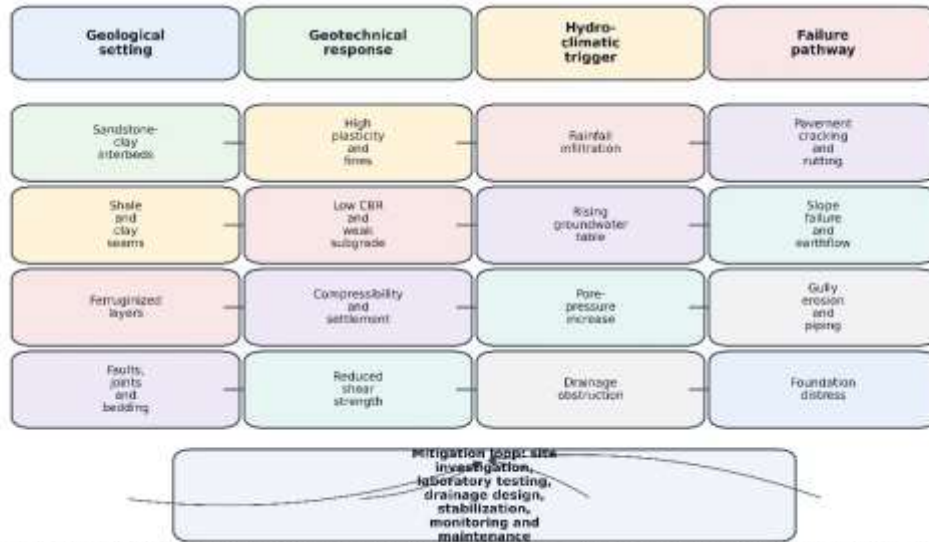 Geological
setting
Geotechnical
response
Hydro-
climatic
trigger
Failure
pathway
Sandstone-
clay
interbeds
High
plasticity
and
fines
Rainfall
infiltration
Pavement
cracking
and
rutting
Shale
and
clay
seams
Low CBR
and
weak
subgrade
Rising
groundwater
table
Slope
failure
and
earthflow
Ferruginized
layers
Compressibility
and
settlement
Pore-
pressure
increase
Gully
erosion
and
piping
Faults,
joints
and
bedding
Reduced
shear
strength
Drainage
obstruction
Foundation
distress
Mitigation loop: site
investigation,
laboratory testing,
drainage design,
stabilization,
monitoring and
maintenance